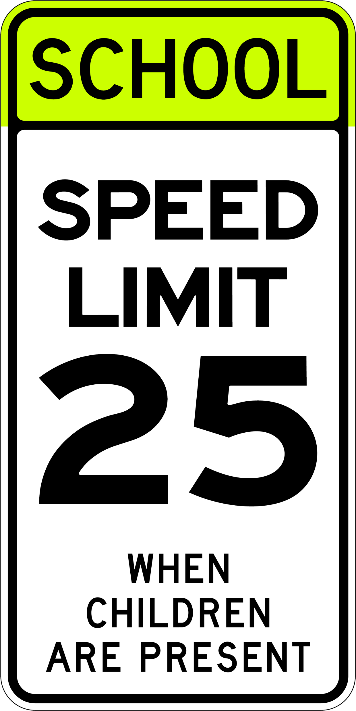 SCHOOL
SPEED
LIMIT
25
WHEN
CHILDREN
ARE PRESENT